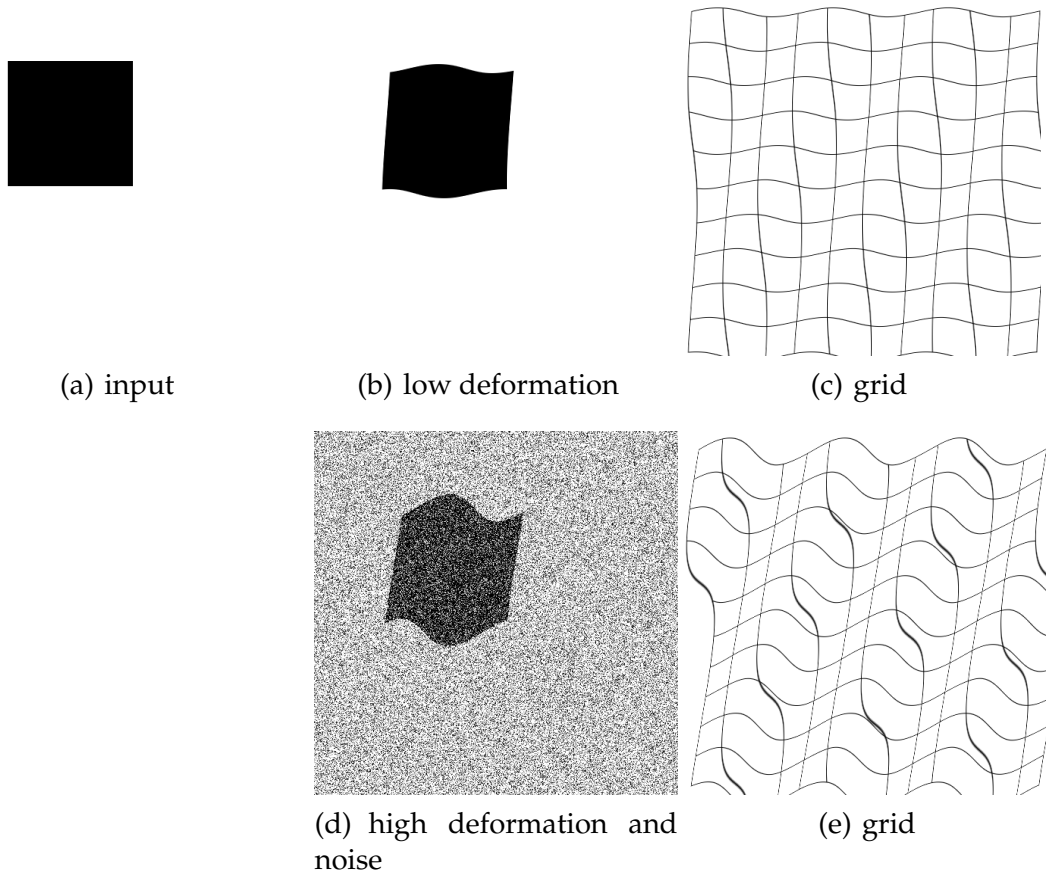 (a) input
(b) low deformation
(c) grid
(d) high deformation and
noise
(e) grid